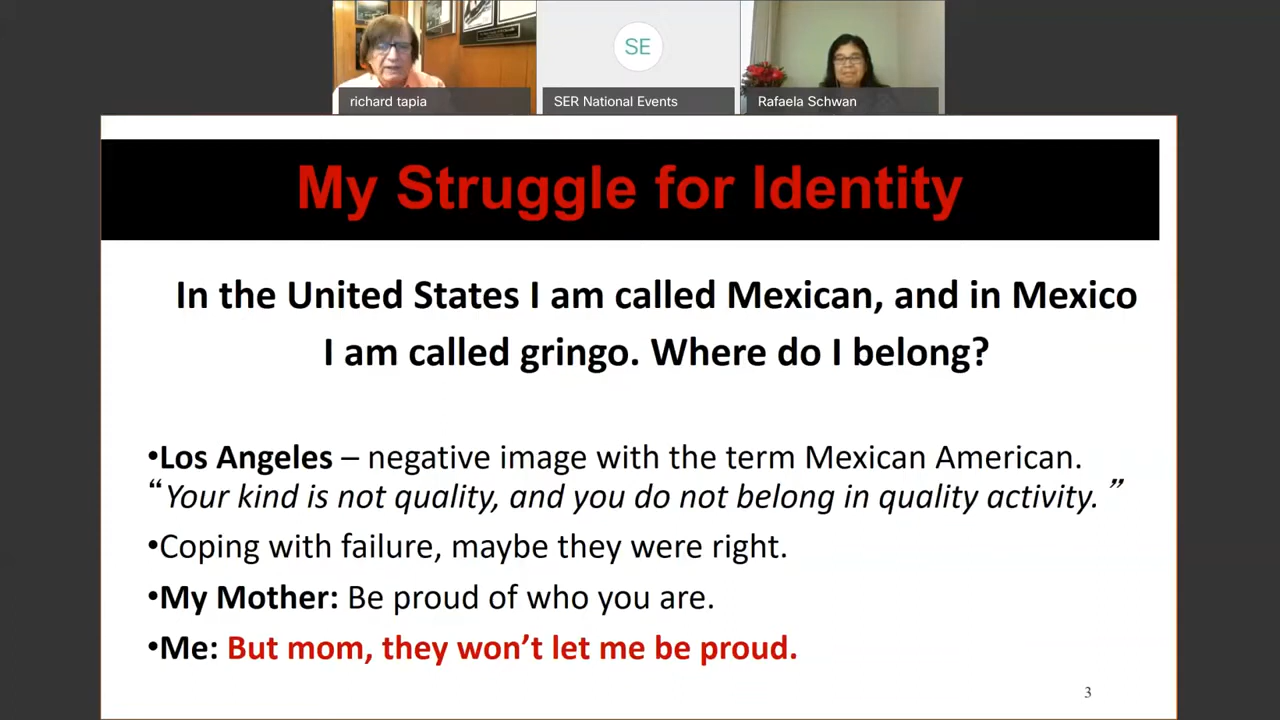 SE
richard tapia
SER National Events
Rafaela Schwan
My Struggle for Identity
In the United States I am called Mexican, and in Mexico
I am called gringo. Where do I belong?
•Los Angeles – negative image with the term Mexican American.
“Your kind is not quality, and you do not belong in quality activity.”
•Coping with failure, maybe they were right.
•My Mother: Be proud of who you are.
•Me: But mom, they won’t let me be proud.
3